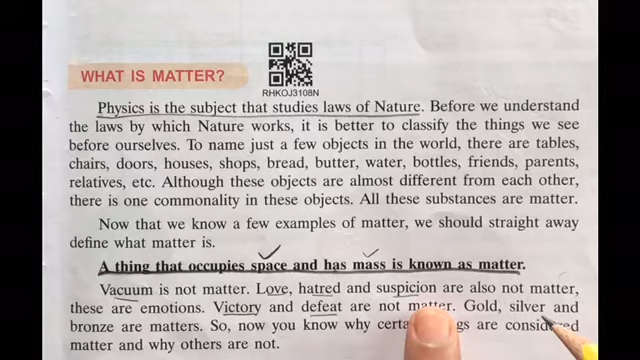 WHAT IS MATTER?
RHKOJ3108N
Physics is the subject that studies laws of Nature. Before we understand
the laws by which Nature works, it is better to classify the things we see
before ourselves. To name just a few objects in the world, there are tables,
chairs, doors, houses, shops, bread, butter, water, bottles, friends, parents,
relatives, etc. Although these objects are almost different from each other,
there is one commonality in these objects. All these substances are matter.
Now that we know a few examples of matter, we should straight away
define what matter is.
A thing that occupies space and has mass is known as matter.
Vacuum is not matter. Love, hatred and suspicion are also not matter,
these are emotions. Victory and defeat are not matter. Gold, silver and
bronze are matters. So, now you know why are considered
matter and why others are not.